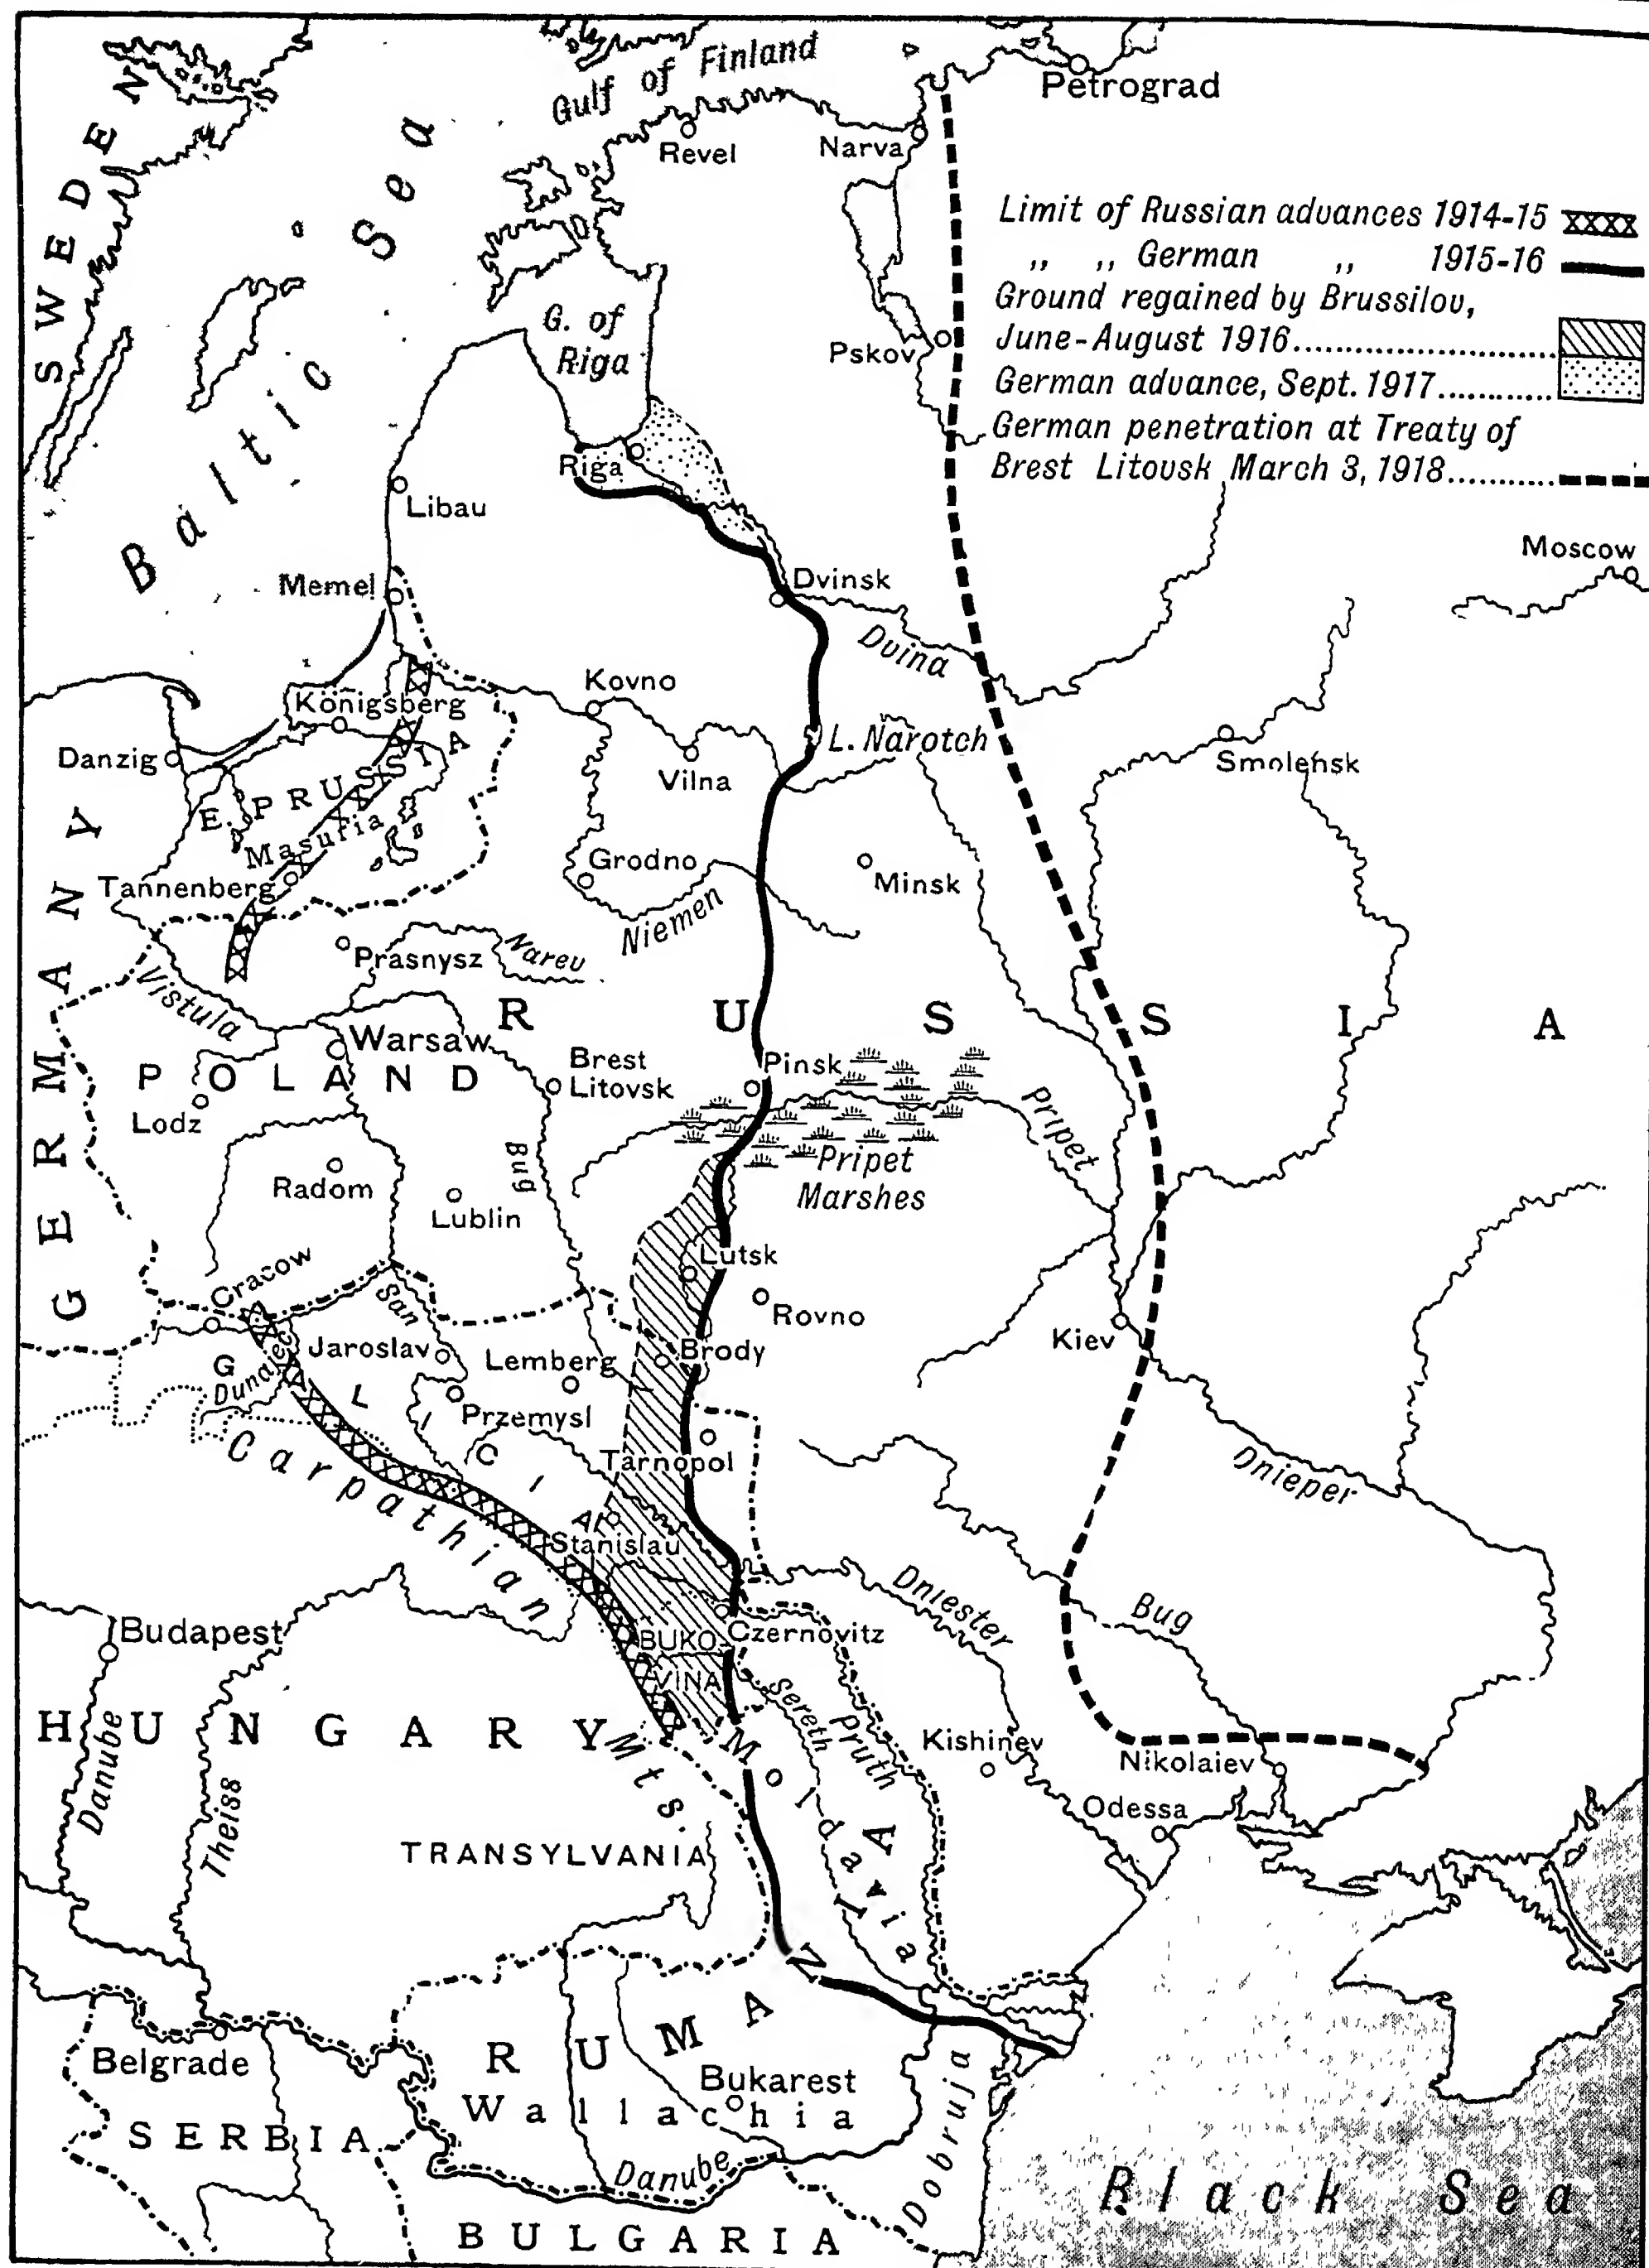 Gulf of Finland
Petrograd
Revel
Narva
SWEDEN
Baltic Sea
Limit of Russian advances 1914-15
„ „ German „ 1915-16
Ground regained by Brussilov,
June-August 1916
German advance, Sept. 1917
German penetration at Treaty of
Brest Litovsk March 3, 1918
G. of
Riga
Pskov
Riga
Libau
Moscow
Memel
Dvinsk
Dvina
Kovno
Königsberg
Danzig
L. Narotch
Vilna
Smolensk
E. PRUSSIA
Masuria
Tannenberg
Grodno
Minsk
Niemen
GERMANY
Prasnysz
Narev
Vistula
RUSSIA
Warsaw
POLAND
Brest
Litovsk
Pinsk
Lodz
Pripet
Pripet
Marshes
Bug
Radom
Lublin
Lutsk
Cracow
San
Rovno
Kiev
Jaroslav
Lemberg
Brody
Dunajec
GALICIA
Przemysl
Tarnopol
Carpathian Mts.
Dnieper
Stanislau
Dniester
Bug
Budapest
Czernovitz
BUKO-
VINA
Sereth
Pruth
HUNGARY
Danube
Theiss
Moldavia
Kishinev
Nikolaiev
Odessa
TRANSYLVANIA
RUMANIA
Belgrade
Bukarest
Wallachia
SERBIA
Danube
Dobruja
Black Sea
BULGARIA